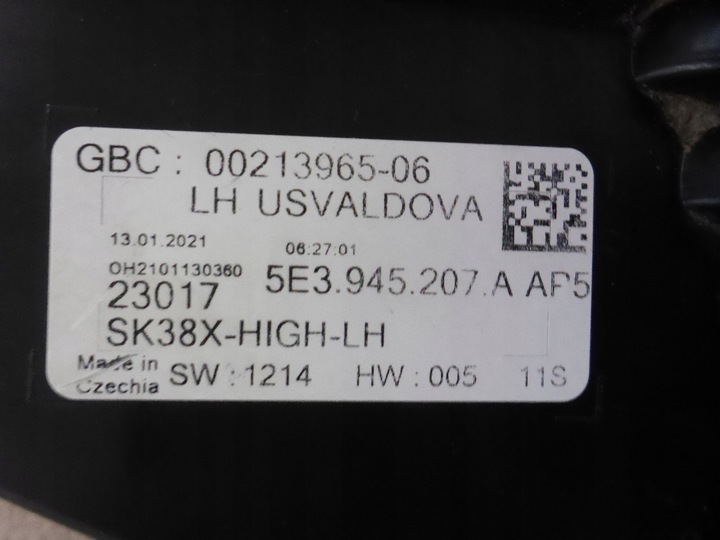 GBC : 00213965-06
LH USVALDOVA
13.01.2021 06:27:01
OH2101130360
5E3.945.207.A AP5
23017
SK38X-HIGH-LH
Made in
Czechia
SW : 1214 HW : 005 11S